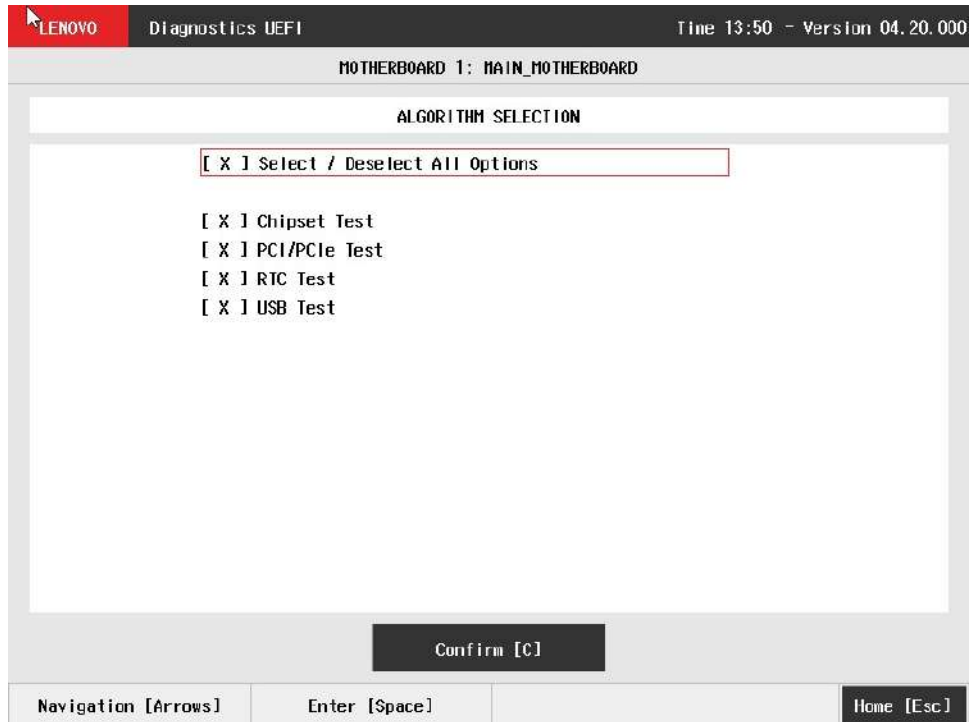 LENOVO Diagnostics UEFI Time 13:50 - Version 04.20.000
MOTHERBOARD 1: MAIN_MOTHERBOARD
ALGORITHM SELECTION
[ X ] Select / Deselect All Options
[ X ] Chipset Test
[ X ] PCI/PCIe Test
[ X ] RTC Test
[ X ] USB Test
Confirm [C]
Navigation [Arrows] Enter [Space] Home [Esc]